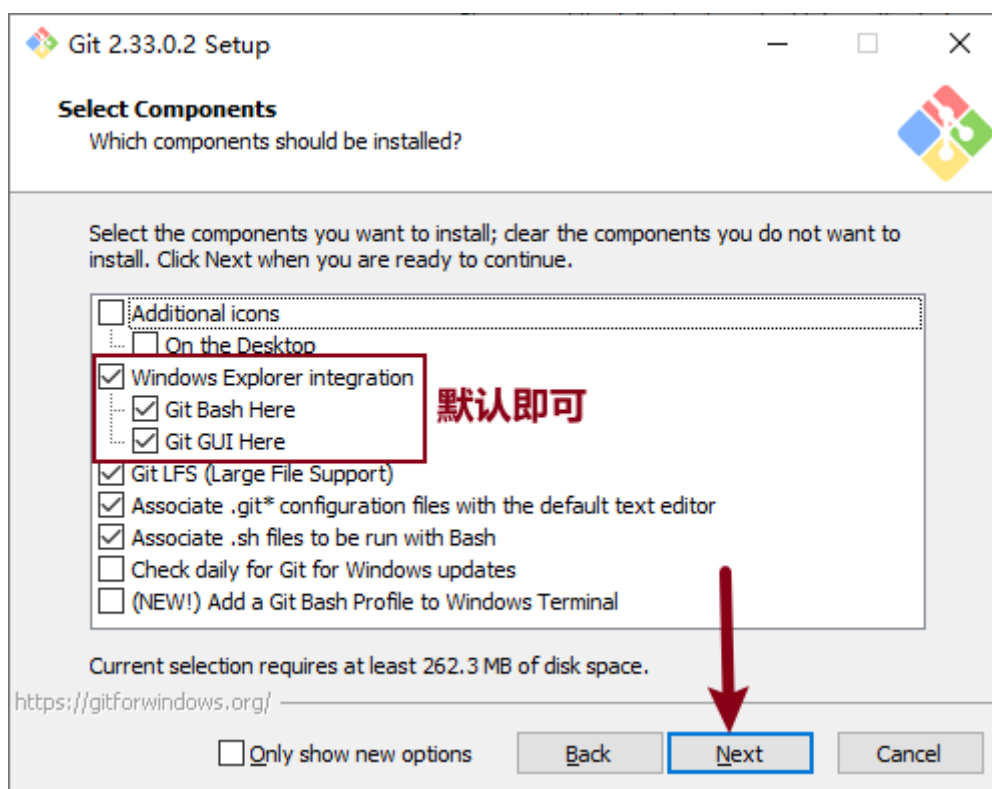 Git 2.33.0.2 Setup
Select Components
Which components should be installed?
Select the components you want to install; clear the components you do not want to
install. Click Next when you are ready to continue.
Additional icons
On the Desktop
Windows Explorer integration
Git Bash Here
默认即可
Git GUI Here
Git LFS (Large File Support)
Associate .git* configuration files with the default text editor
Associate .sh files to be run with Bash
Check daily for Git for Windows updates
(NEW!) Add a Git Bash Profile to Windows Terminal
Current selection requires at least 262.3 MB of disk space.
https://gitforwindows.org/
Only show new options
Back
Next
Cancel